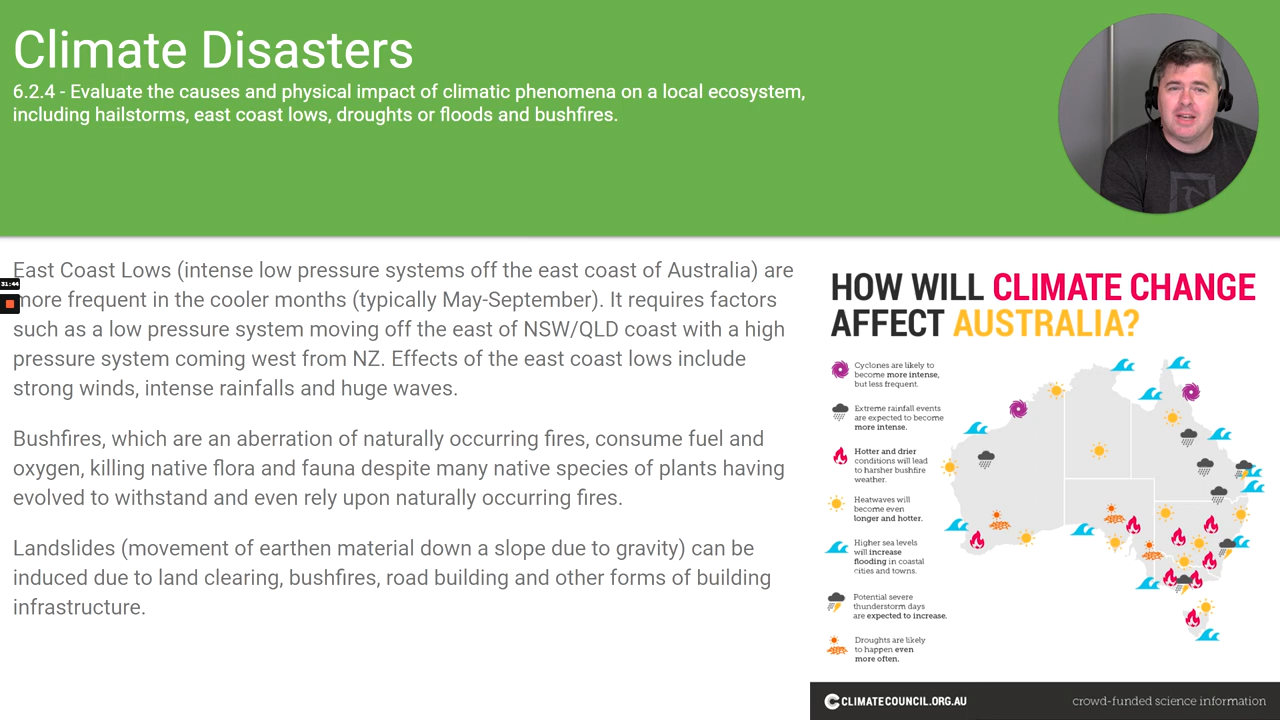 Climate Disasters
6.2.4 - Evaluate the causes and physical impact of climatic phenomena on a local ecosystem,
including hailstorms, east coast lows, droughts or floods and bushfires.
East Coast Lows (intense low pressure systems off the east coast of Australia) are
more frequent in the cooler months (typically May-September). It requires factors
such as a low pressure system moving off the east of NSW/QLD coast with a high
pressure system coming west from NZ. Effects of the east coast lows include
strong winds, intense rainfalls and huge waves.
Bushfires, which are an aberration of naturally occurring fires, consume fuel and
oxygen, killing native flora and fauna despite many native species of plants having
evolved to withstand and even rely upon naturally occurring fires.
Landslides (movement of earthen material down a slope due to gravity) can be
induced due to land clearing, bushfires, road building and other forms of building
infrastructure.
31:44
HOW WILL CLIMATE CHANGE
AFFECT AUSTRALIA?
Cyclones are likely to
become more intense,
but less frequent.
Extreme rainfall events
are expected to become
more intense.
Hotter and drier
conditions will lead
to harsher bushfire
weather.
Heatwaves will
become even
longer and hotter.
Higher sea levels
will increase
flooding in coastal
cities and towns.
Potential severe
thunderstorm days
are expected to increase.
Droughts are likely
to happen even
more often.
CLIMATECOUNCIL.ORG.AU
crowd-funded science information